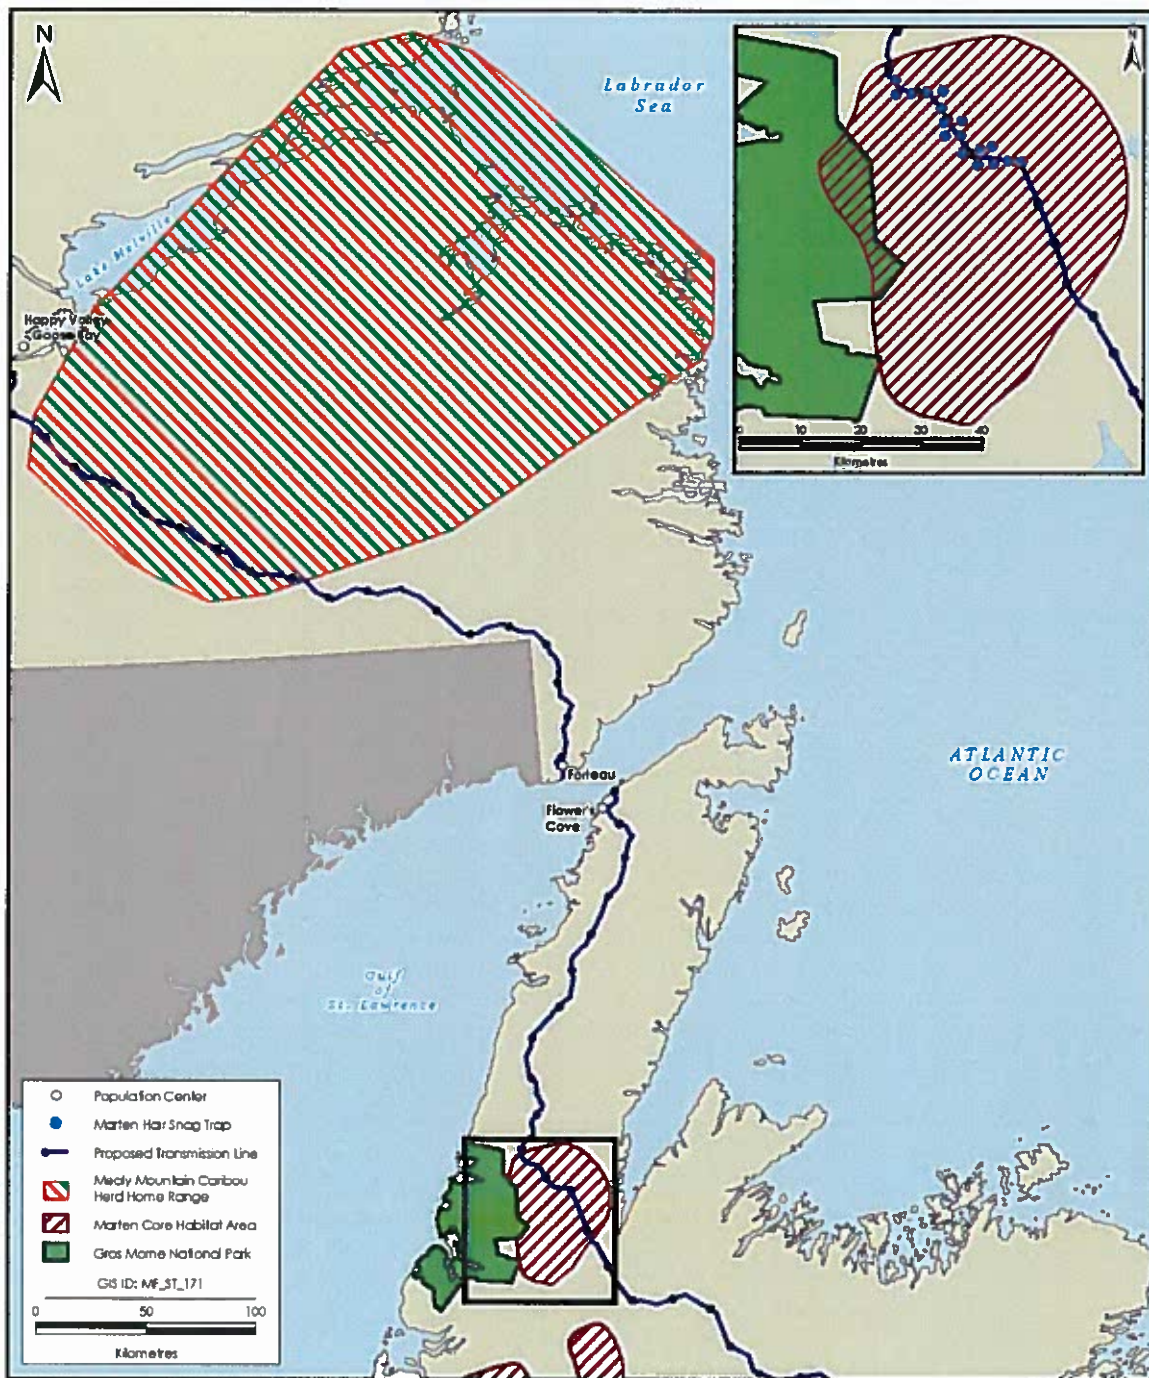 N
Labrador
Sea
N
Lake Melville
Happy Valley
Goose Bay
0 10 20 30 40
Kilometres
ATLANTIC
OCEAN
Forteau
Flower's
Cove
Gulf
of
St. Lawrence
Population Center
Marten Hair Snag Trap
Proposed Transmission Line
Mealy Mountain Caribou
Herd Home Range
Marten Core Habitat Area
Gros Morne National Park
GIS ID: MF_ST_171
0 50 100
Kilometres